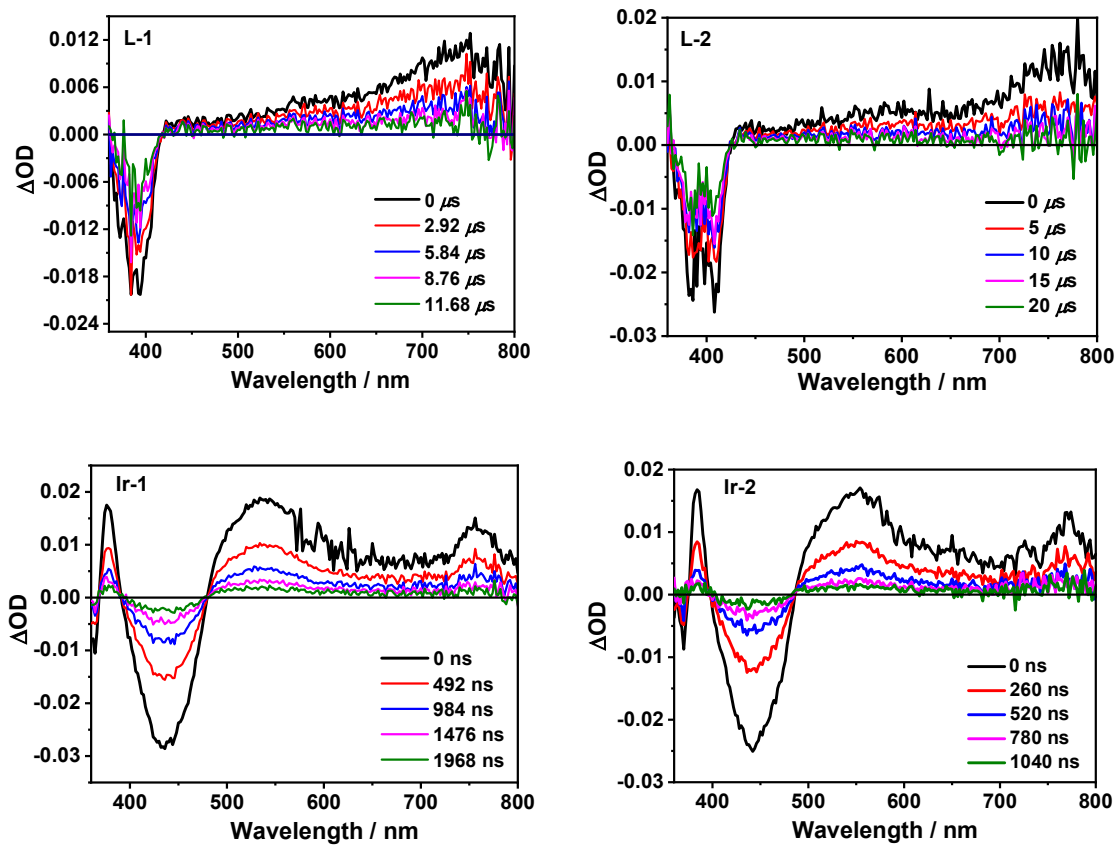 L-1
0.012
0.006
0.000
-0.006
-0.012
-0.018
-0.024
ΔOD
0 μs
2.92 μs
5.84 μs
8.76 μs
11.68 μs
400 500 600 700 800
Wavelength / nm
L-2
0.02
0.01
0.00
-0.01
-0.02
-0.03
ΔOD
0 μs
5 μs
10 μs
15 μs
20 μs
400 500 600 700 800
Wavelength / nm
Ir-1
0.02
0.01
0.00
-0.01
-0.02
-0.03
ΔOD
0 ns
492 ns
984 ns
1476 ns
1968 ns
400 500 600 700 800
Wavelength / nm
Ir-2
0.02
0.01
0.00
-0.01
-0.02
0.03
ΔOD
0 ns
260 ns
520 ns
780 ns
1040 ns
400 500 600 700 800
Wavelength / nm